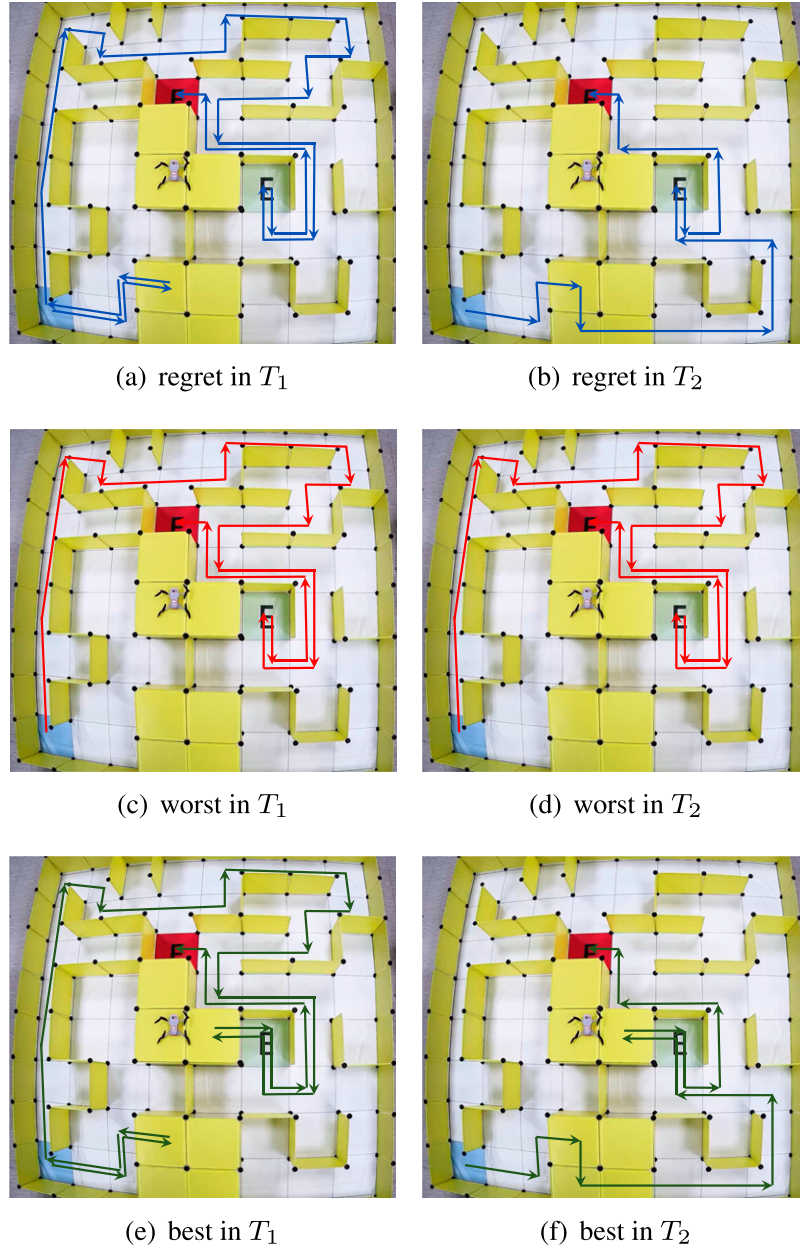 E
E
(a) regret in T₁
(b) regret in T₂
E
E
(c) worst in T₁
(d) worst in T₂
E
E
(e) best in T₁
(f) best in T₂